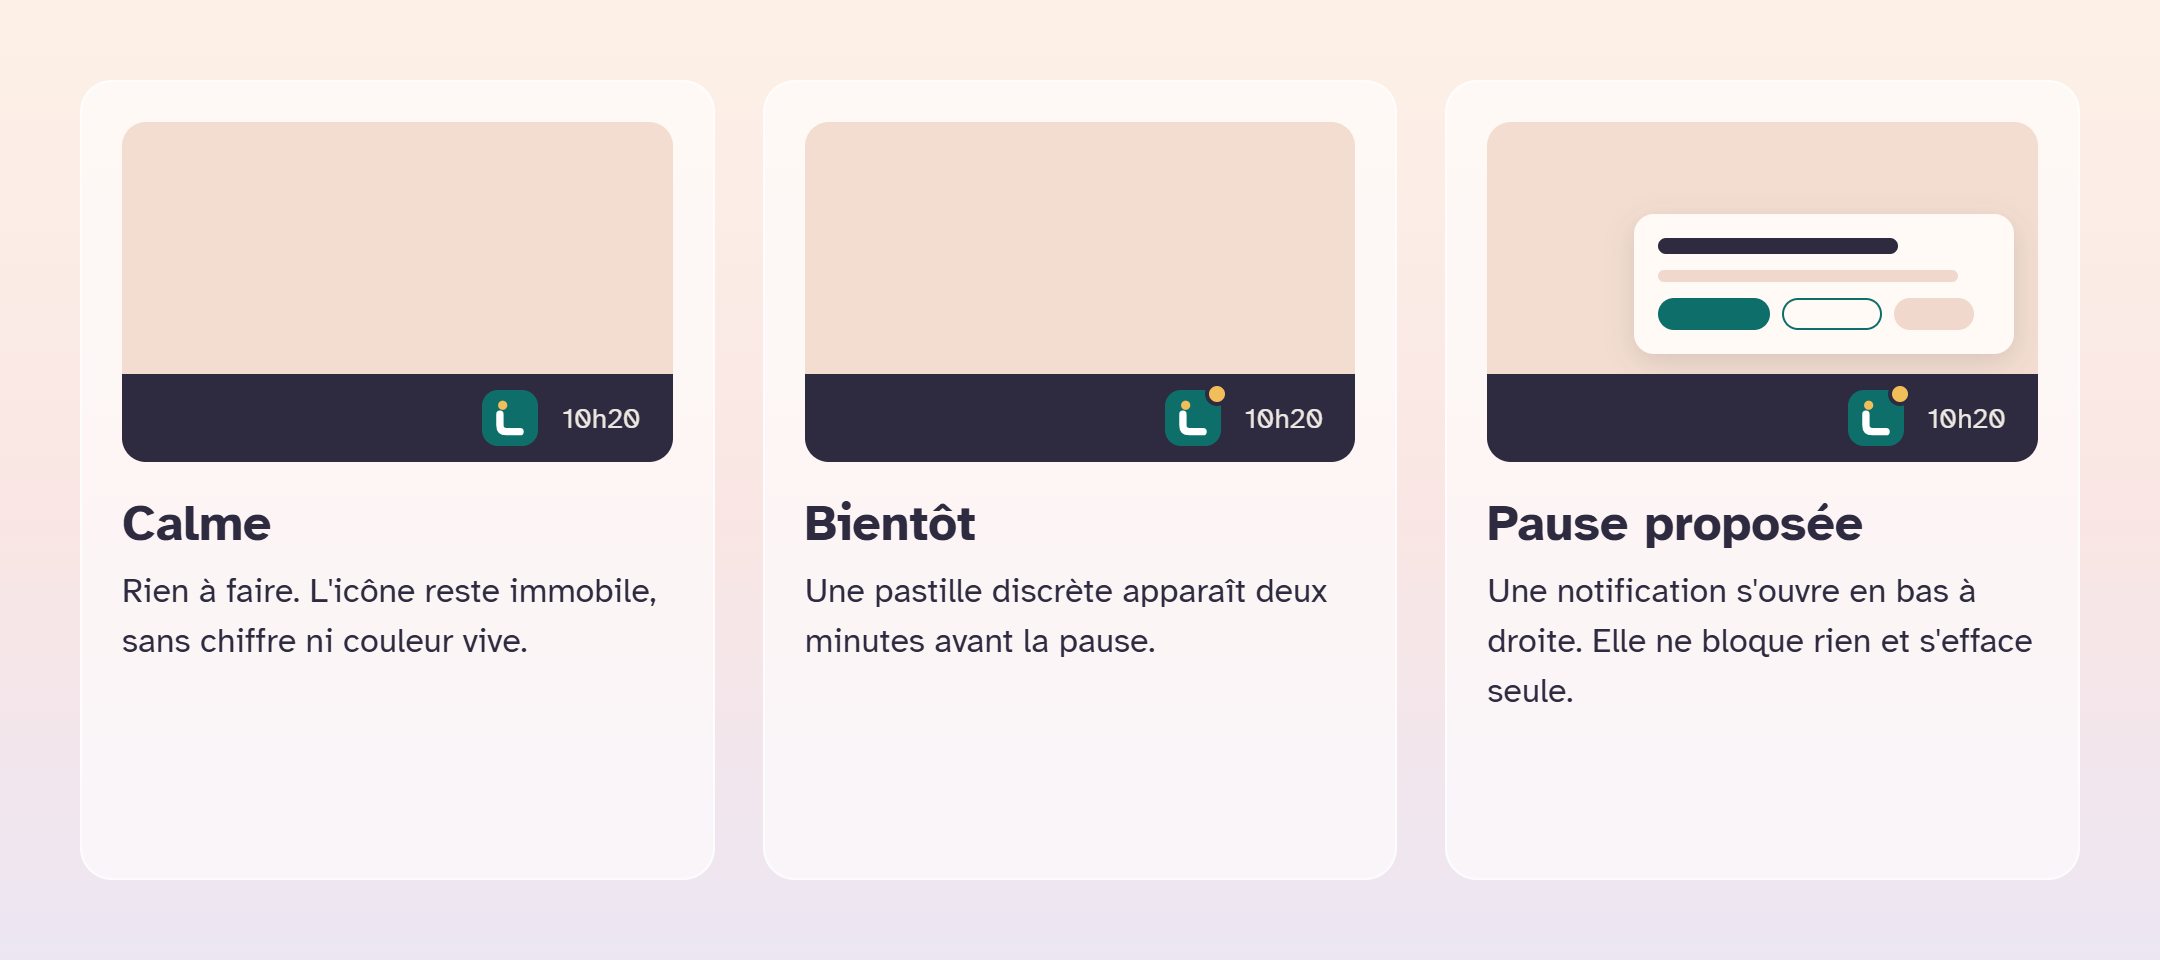 10h20
Calme
Rien à faire. L'icône reste immobile,
sans chiffre ni couleur vive.
10h20
Bientôt
Une pastille discrète apparaît deux
minutes avant la pause.
10h20
Pause proposée
Une notification s'ouvre en bas à
droite. Elle ne bloque rien et s'efface
seule.